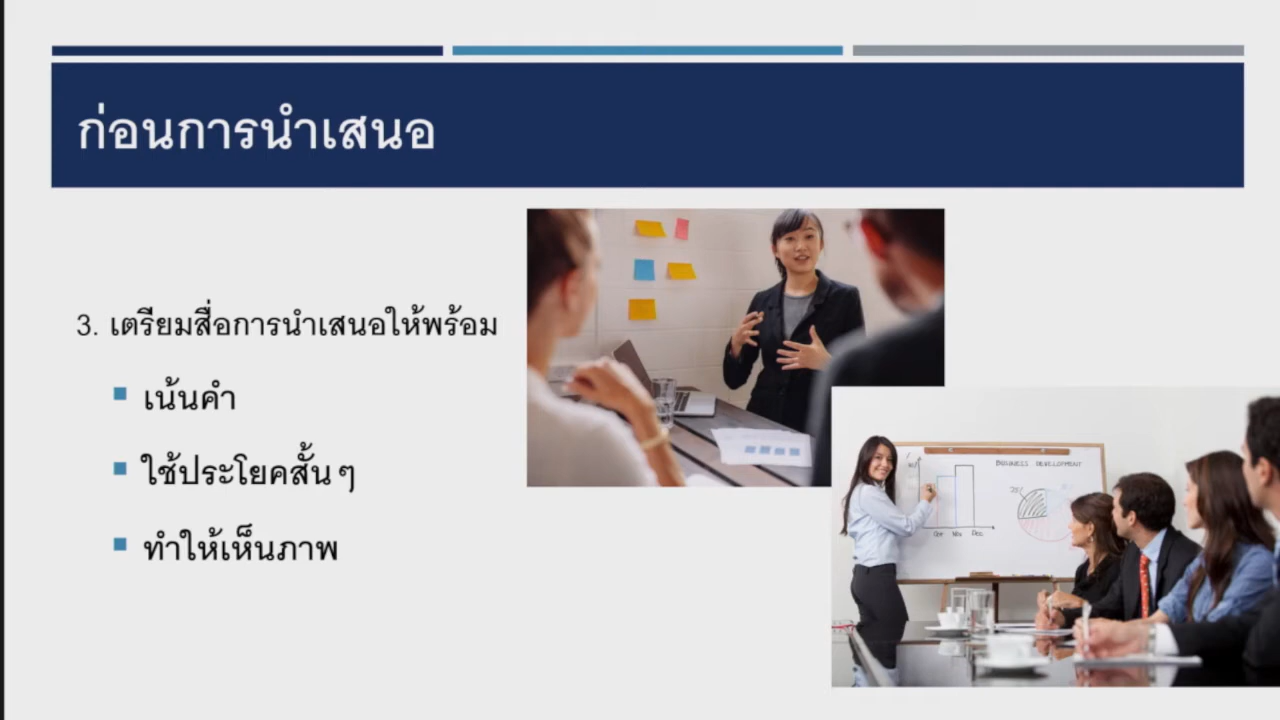 ก่อนการนำเสนอ
3. เตรียมสื่อการนำเสนอให้พร้อม
เน้นคำ
ใช้ประโยคสั้น ๆ
ทำให้เห็นภาพ
BUSINESS DEVELOPMENT
Oct Nov Dec